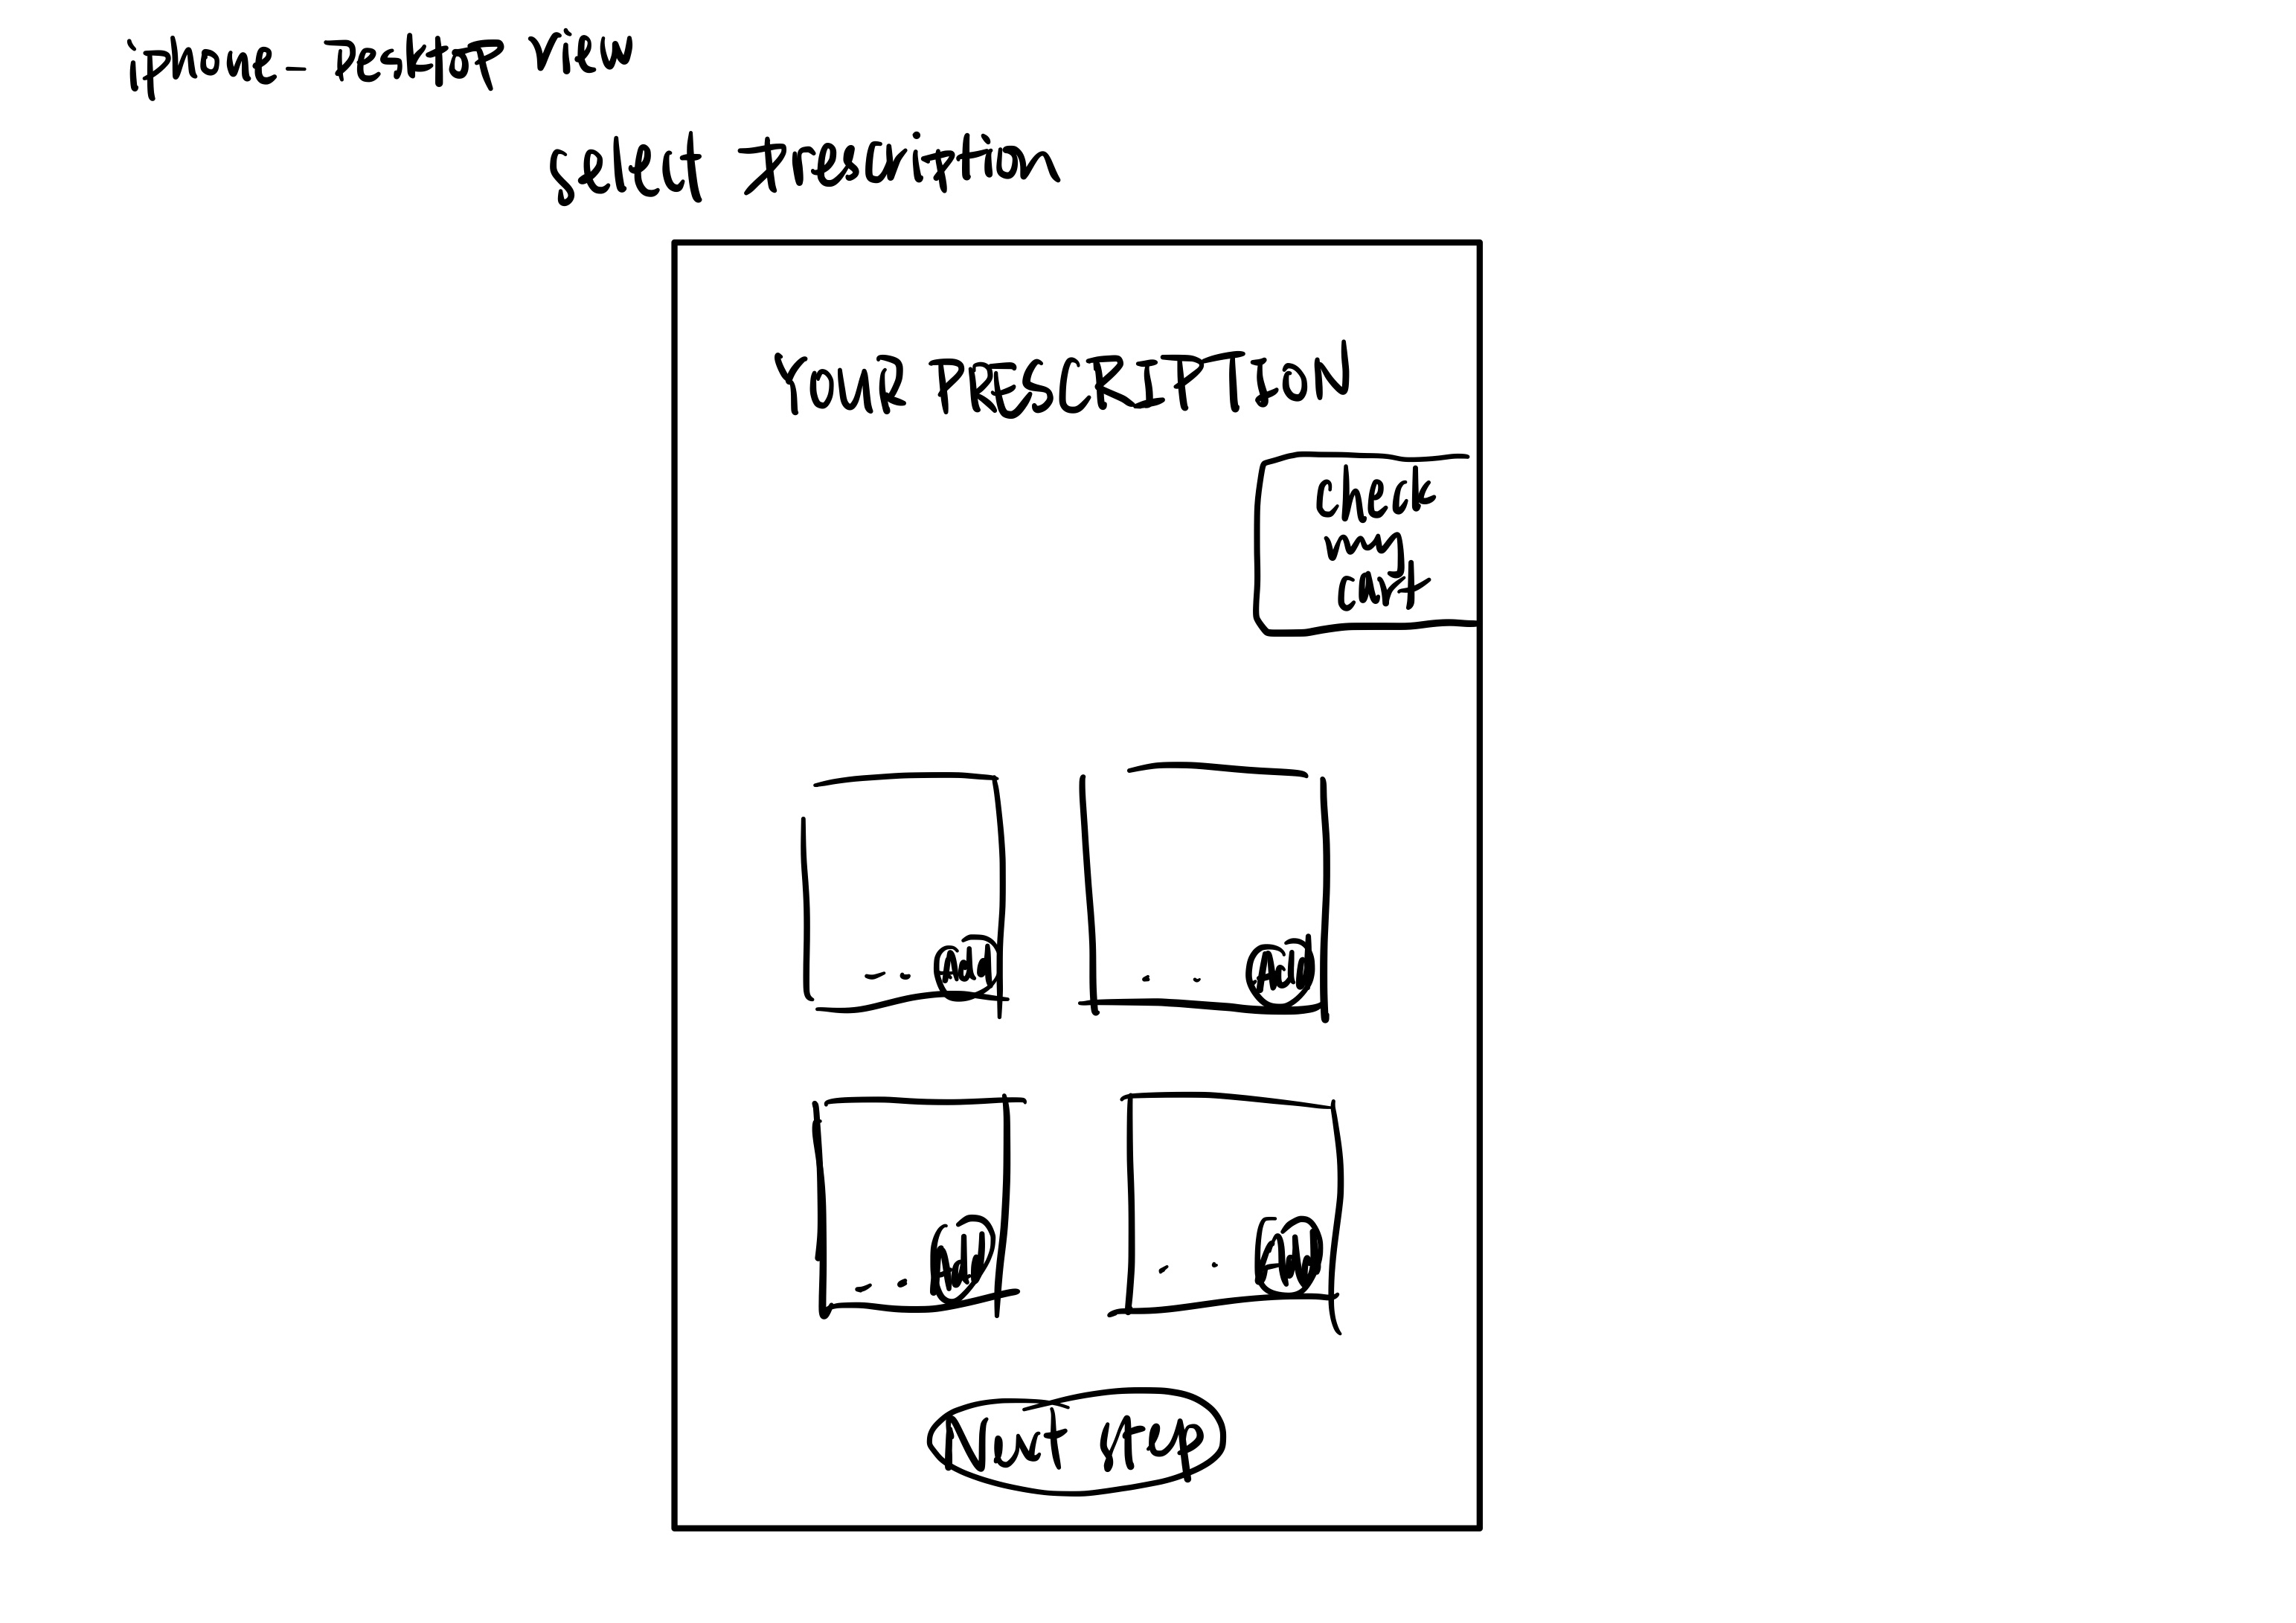 iphone - Desktop view
select prescription
YOUR PRESCRIPTION
check
my
cart
Add Add
Add Add
Next step